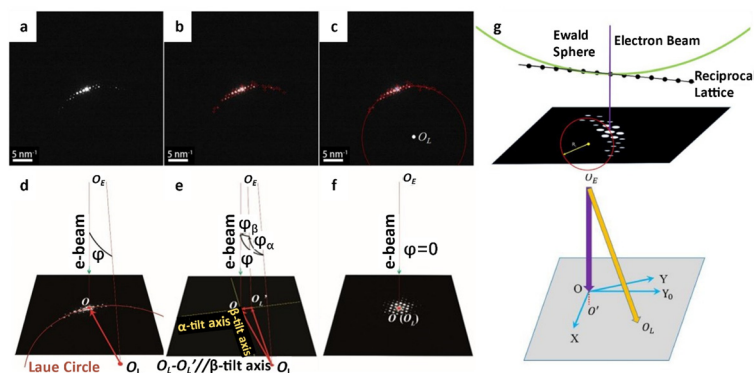 a
b
c
5 nm⁻¹
5 nm⁻¹
5 nm⁻¹
O_L
g
Ewald
Sphere
Electron Beam
Reciprocal
Lattice
R
d
O_E
e-beam
φ
O
Laue Circle
O_L
e
O_E
e-beam
φ_β
φ_α
φ
O
O_L'
α-tilt axis
β-tilt axis
O_L-O_L'//β-tilt axis
O_L
f
O_E
e-beam
φ=0
O (O_L)
O_E
O
O'
X
Y
Y₀
O_L